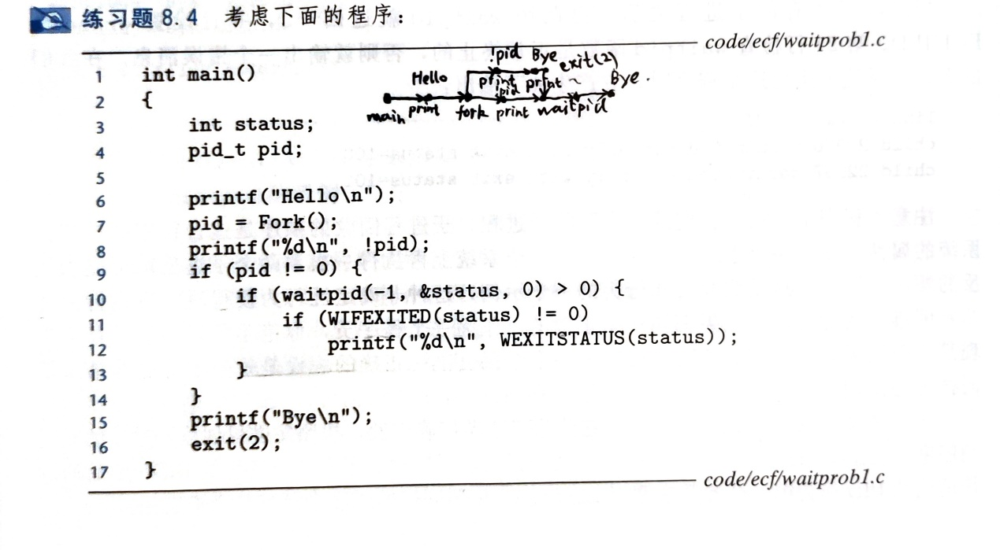 练习题 8.4 考虑下面的程序：
code/ecf/waitprob1.c
!pid Bye exit(2)
Hello print print ~ Bye.
!pid
main print fork print waitpid
1 int main()
2 {
3 int status;
4 pid_t pid;
5
6 printf("Hello\n");
7 pid = Fork();
8 printf("%d\n", !pid);
9 if (pid != 0) {
10 if (waitpid(-1, &status, 0) > 0) {
11 if (WIFEXITED(status) != 0)
12 printf("%d\n", WEXITSTATUS(status));
13 }
14 }
15 printf("Bye\n");
16 exit(2);
17 }
code/ecf/waitprob1.c